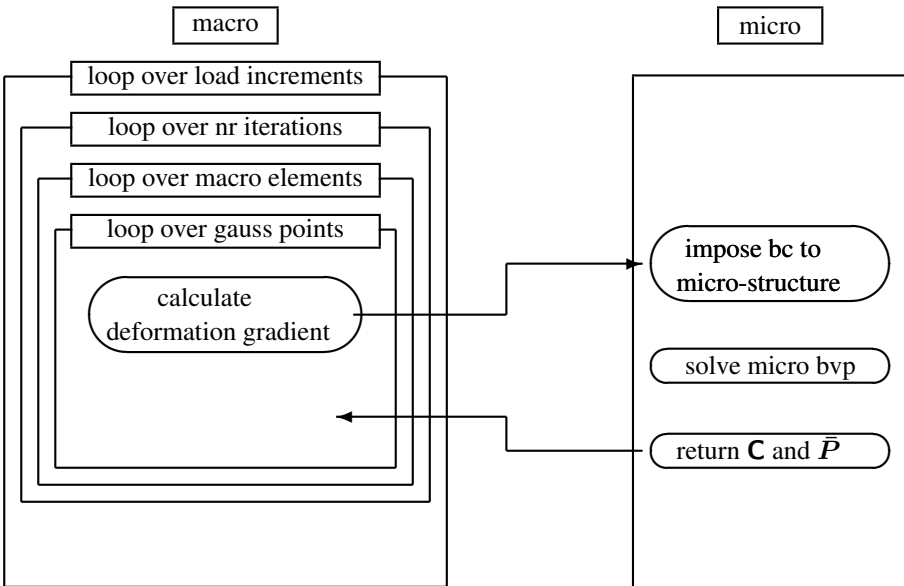 macro
micro
loop over load increments
loop over nr iterations
loop over macro elements
loop over gauss points
calculate
deformation gradient
impose bc to
micro-structure
solve micro bvp
return C and P̄